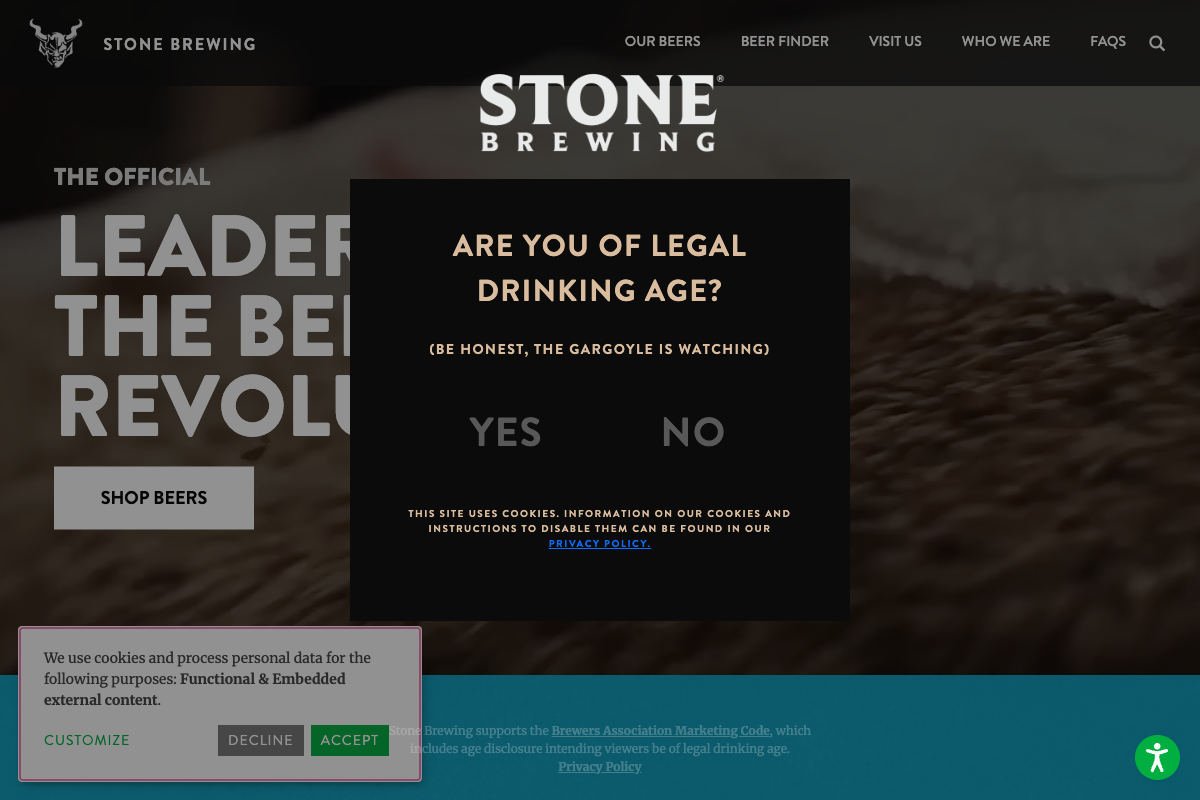 STONE BREWING
OUR BEERS
BEER FINDER
VISIT US
WHO WE ARE
FAQS
STONE®
BREWING
THE OFFICIAL
LEADER
THE BE
REVOLU
SHOP BEERS
ARE YOU OF LEGAL
DRINKING AGE?
(BE HONEST, THE GARGOYLE IS WATCHING)
YES
NO
THIS SITE USES COOKIES. INFORMATION ON OUR COOKIES AND
INSTRUCTIONS TO DISABLE THEM CAN BE FOUND IN OUR
PRIVACY POLICY.
We use cookies and process personal data for the
following purposes: Functional & Embedded
external content.
CUSTOMIZE
DECLINE
ACCEPT
Stone Brewing supports the Brewers Association Marketing Code, which
includes age disclosure intending viewers be of legal drinking age.
Privacy Policy